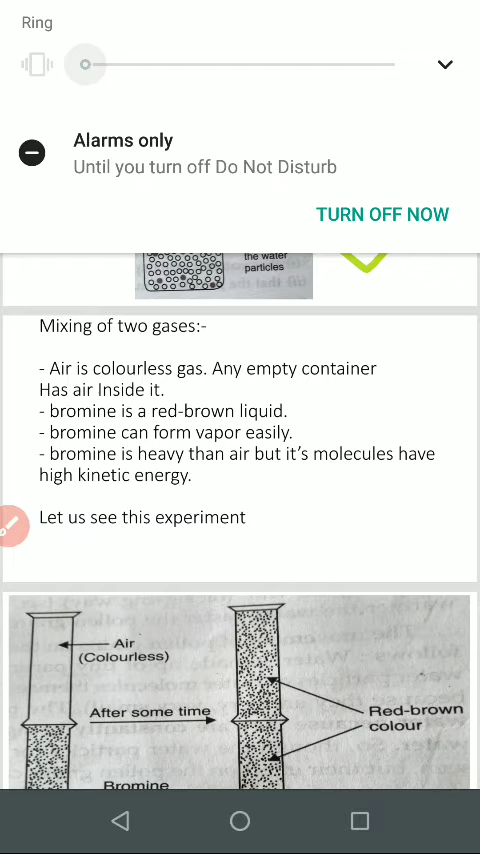 Ring
Alarms only
Until you turn off Do Not Disturb
TURN OFF NOW
the water
particles
Mixing of two gases:-
- Air is colourless gas. Any empty container
Has air Inside it.
- bromine is a red-brown liquid.
- bromine can form vapor easily.
- bromine is heavy than air but it’s molecules have
high kinetic energy.
Let us see this experiment
Air
(Colourless)
After some time
Red-brown
colour
Bromine